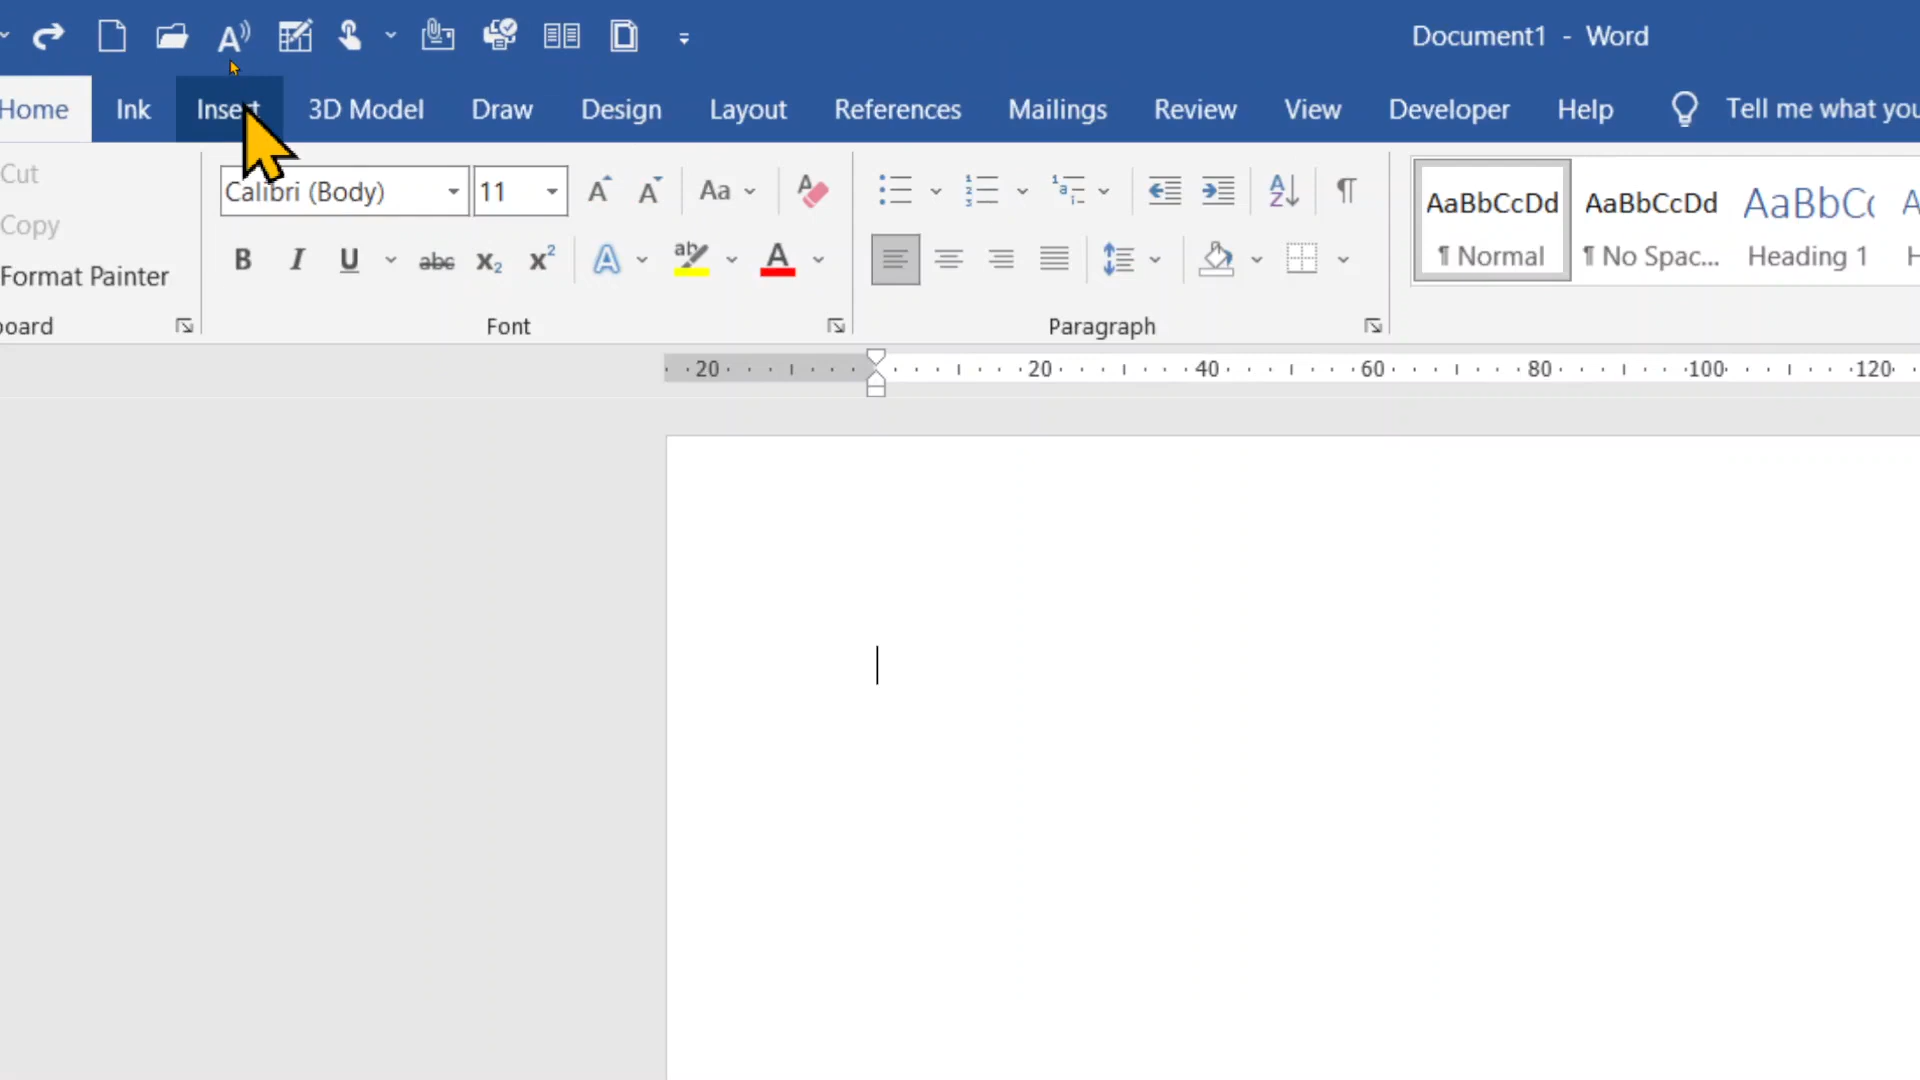 Document1 - Word
Home Ink Insert 3D Model Draw Design Layout References Mailings Review View Developer Help Tell me what you
Cut
Copy
Format Painter
board
Calibri (Body) 11 Aa
B I U abc x₂ x² A ab A
Font
Paragraph
AaBbCcDd AaBbCcDd AaBbC
¶ Normal ¶ No Spac... Heading 1
20 20 40 60 80 100 120